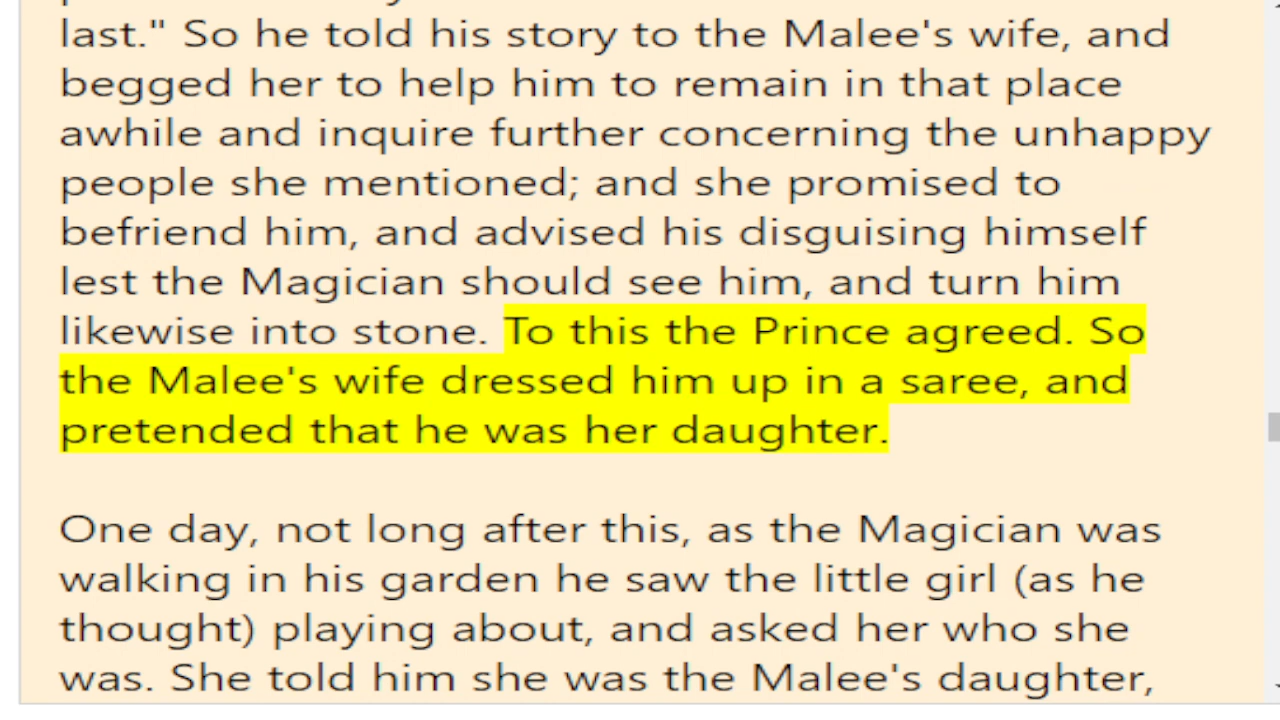 last." So he told his story to the Malee's wife, and
begged her to help him to remain in that place
awhile and inquire further concerning the unhappy
people she mentioned; and she promised to
befriend him, and advised his disguising himself
lest the Magician should see him, and turn him
likewise into stone. To this the Prince agreed. So
the Malee's wife dressed him up in a saree, and
pretended that he was her daughter.
One day, not long after this, as the Magician was
walking in his garden he saw the little girl (as he
thought) playing about, and asked her who she
was. She told him she was the Malee's daughter,